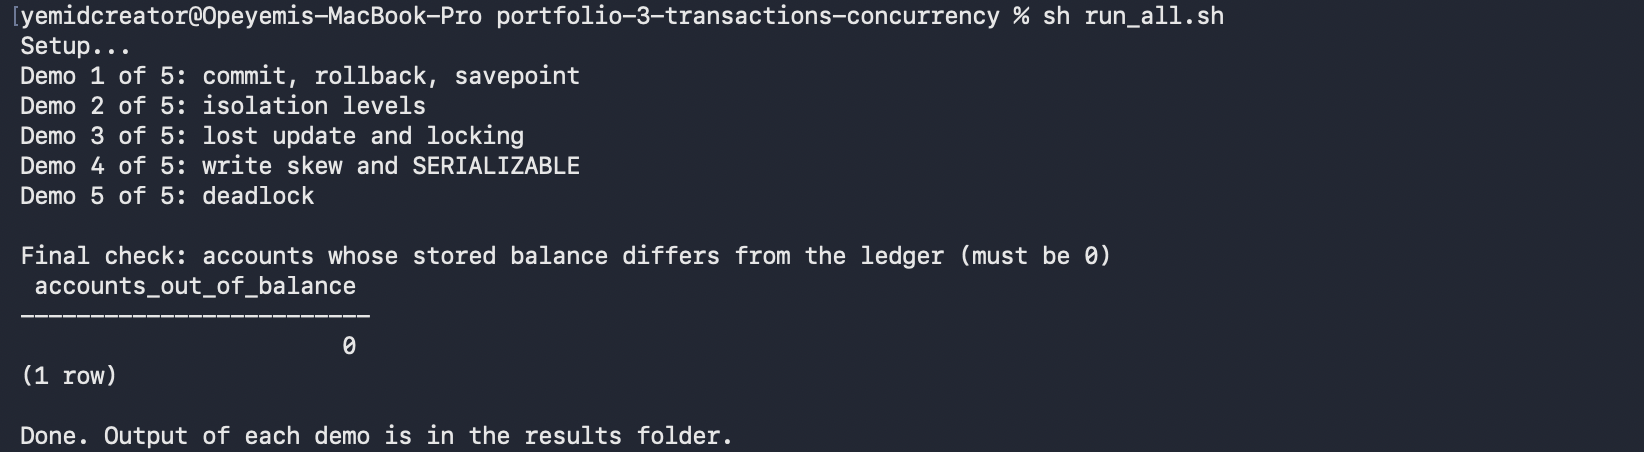 [yemidcreator@Opeyemis-MacBook-Pro portfolio-3-transactions-concurrency % sh run_all.sh
Setup...
Demo 1 of 5: commit, rollback, savepoint
Demo 2 of 5: isolation levels
Demo 3 of 5: lost update and locking
Demo 4 of 5: write skew and SERIALIZABLE
Demo 5 of 5: deadlock

Final check: accounts whose stored balance differs from the ledger (must be 0)
 accounts_out_of_balance
-------------------------
                       0
(1 row)

Done. Output of each demo is in the results folder.